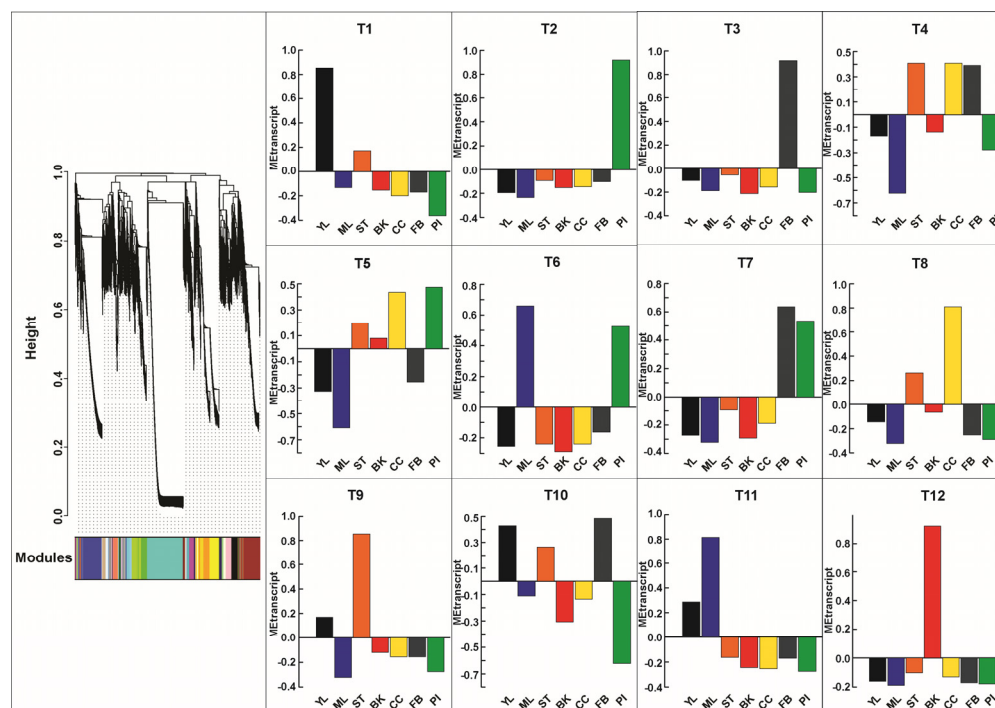 Height
1.0
0.8
0.6
0.4
0.2
0.0
Modules
T1
MEtranscript
1.0
0.8
0.6
0.4
0.2
0.0
-0.2
-0.4
YL ML ST BK CC FB PI
T2
MEtranscript
1.0
0.8
0.6
0.4
0.2
0.0
-0.2
-0.4
YL ML ST BK CC FB PI
T3
MEtranscript
1.0
0.8
0.6
0.4
0.2
0.0
-0.2
-0.4
YL ML ST BK CC FB PI
T4
MEtranscript
0.5
0.3
0.1
-0.1
-0.3
-0.5
-0.7
YL ML ST BK CC FB PI
T5
MEtranscript
0.5
0.3
0.1
-0.1
-0.3
-0.5
-0.7
YL ML ST BK CC FB PI
T6
MEtranscript
0.8
0.6
0.4
0.2
0.0
-0.2
YL ML ST BK CC FB PI
T7
MEtranscript
0.8
0.6
0.4
0.2
0.0
-0.2
-0.4
YL ML ST BK CC FB PI
T8
MEtranscript
1.0
0.8
0.6
0.4
0.2
0.0
-0.2
-0.4
YL ML ST BK CC FB PI
T9
MEtranscript
1.0
0.8
0.6
0.4
0.2
0.0
-0.2
-0.4
YL ML ST BK CC FB PI
T10
MEtranscript
0.5
0.3
0.1
-0.1
-0.3
-0.5
-0.7
YL ML ST BK CC FB PI
T11
MEtranscript
1.0
0.8
0.6
0.4
0.2
0.0
-0.2
-0.4
YL ML ST BK CC FB PI
T12
MEtranscript
0.8
0.6
0.4
0.2
0.0
-0.2
YL ML ST BK CC FB PI